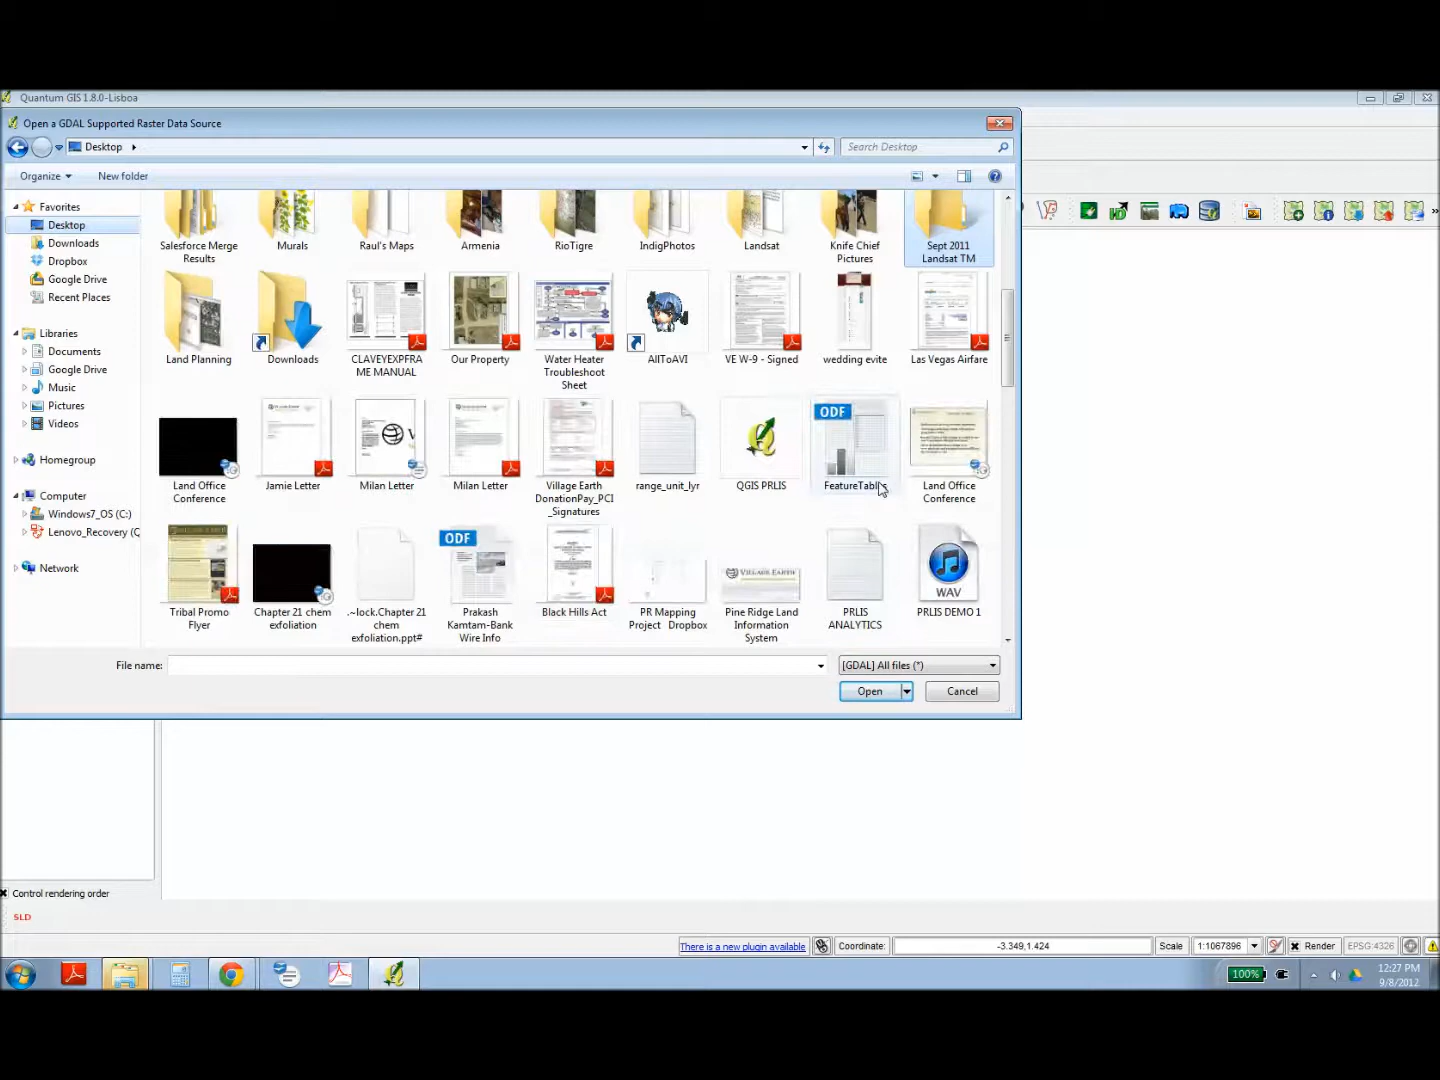 Quantum GIS 1.8.0-Lisboa
Open a GDAL Supported Raster Data Source
Desktop
Search Desktop
Organize
New folder
Favorites
Desktop
Downloads
Dropbox
Google Drive
Recent Places
Libraries
Documents
Google Drive
Music
Pictures
Videos
Homegroup
Computer
Windows7_OS (C:)
Lenovo_Recovery (Q
Network
Salesforce Merge
Results
Murals
Raul's Maps
Armenia
RioTigre
IndigPhotos
Landsat
Knife Chief
Pictures
Sept 2011
Landsat TM
Land Planning
Downloads
CLAVEYEXPFRA
ME MANUAL
Our Property
Water Heater
Troubleshoot
Sheet
AllToAVI
VE W-9 - Signed
wedding evite
Las Vegas Airfare
ODF
Land Office
Conference
Jamie Letter
Milan Letter
Milan Letter
Village Earth
DonationPay_PCI
_Signatures
range_unit_lyr
QGIS PRLIS
Land Office
Conference
ODF
VILLAGE EARTH
WAV
Tribal Promo
Flyer
Chapter 21 chem
exfoliation
.~lock.Chapter 21
chem
exfoliation.ppt#
Prakash
Kamtam-Bank
Wire Info
Black Hills Act
PR Mapping
Project Dropbox
Pine Ridge Land
Information
System
PRLIS
ANALYTICS
PRLIS DEMO 1
File name:
[GDAL] All files (*)
Open
Cancel
Control rendering order
SLD
There is a new plugin available
Coordinate:
-3.349,1.424
Scale
1:1067896
Render
EPSG:4326
100%
12:27 PM
9/8/2012